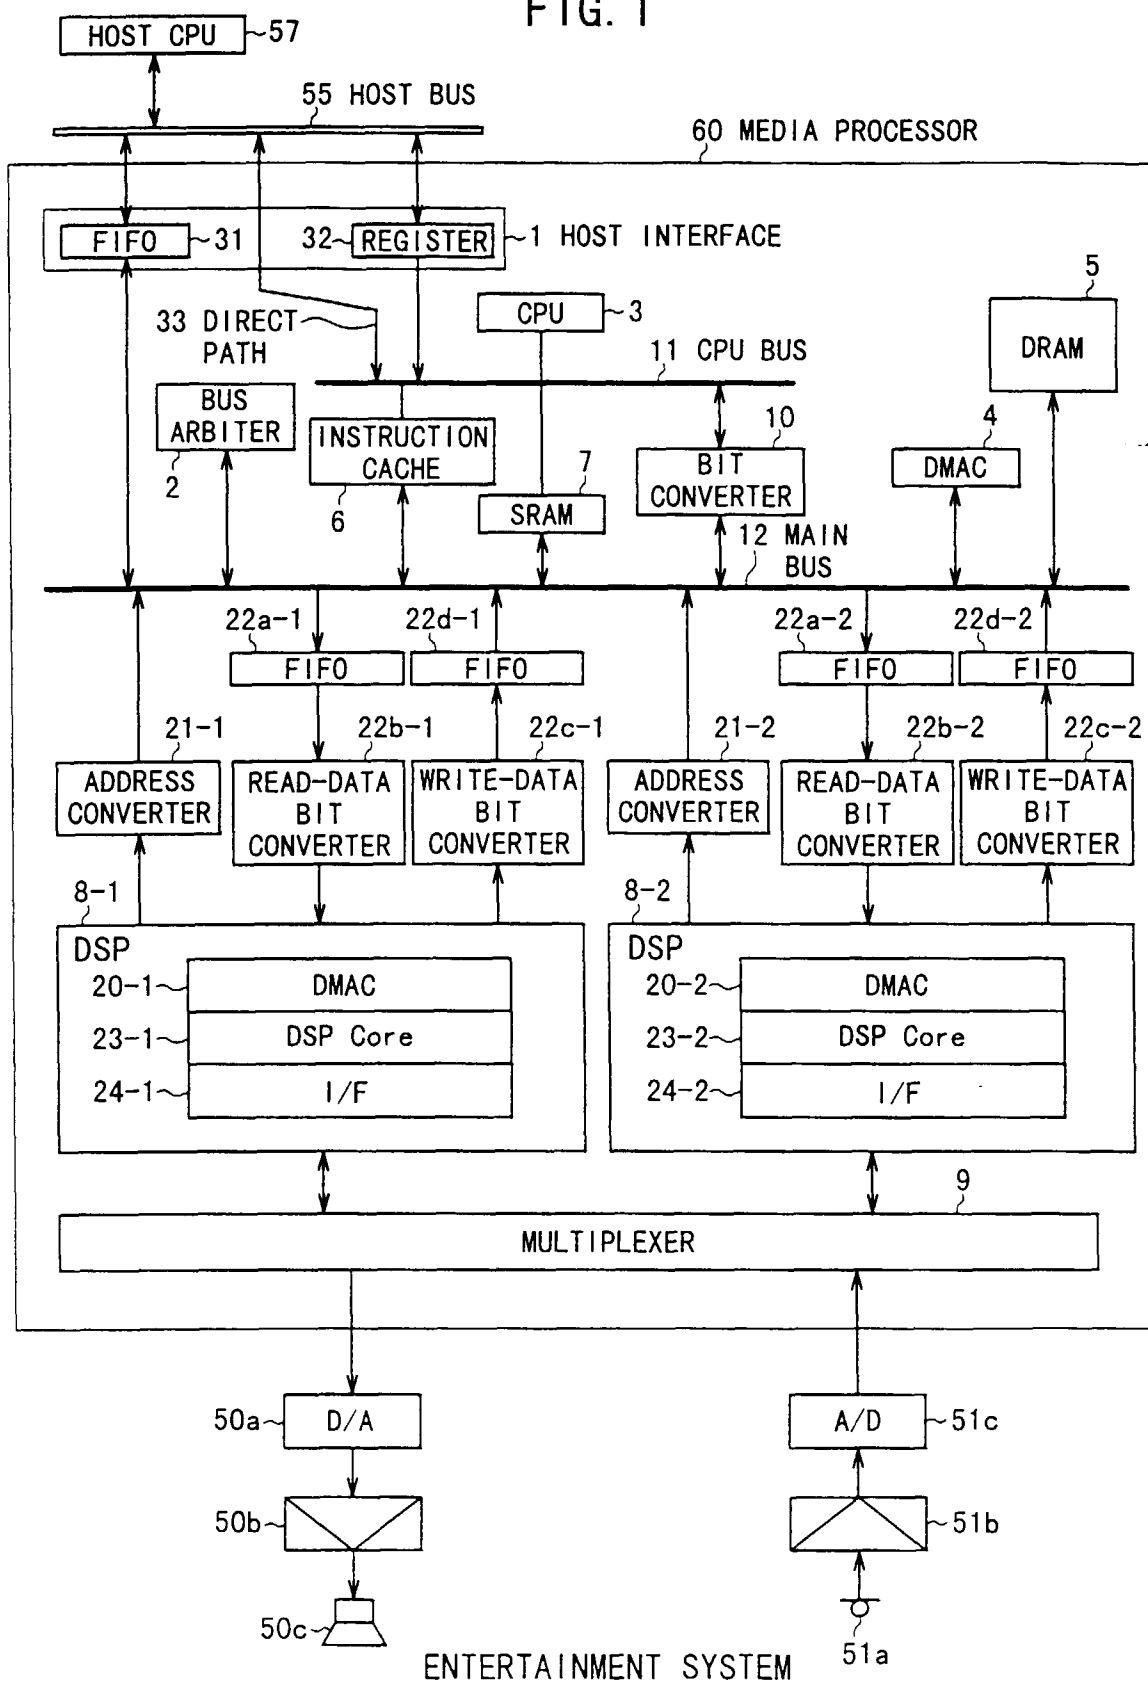 FIG. 1
HOST CPU 57
55 HOST BUS
60 MEDIA PROCESSOR
FIFO 31 32 REGISTER 1 HOST INTERFACE
5
DRAM
CPU 3
33 DIRECT
PATH
11 CPU BUS
BUS
ARBITER
2
INSTRUCTION
CACHE
6
7
SRAM
10
BIT
CONVERTER
4
DMAC
12 MAIN
BUS
22a-1 22d-1 22a-2 22d-2
FIFO FIFO FIFO FIFO
21-1 22b-1 22c-1 21-2 22b-2 22c-2
ADDRESS
CONVERTER
READ-DATA
BIT
CONVERTER
WRITE-DATA
BIT
CONVERTER
ADDRESS
CONVERTER
READ-DATA
BIT
CONVERTER
WRITE-DATA
BIT
CONVERTER
8-1 8-2
DSP DSP
20-1 DMAC 20-2 DMAC
23-1 DSP Core 23-2 DSP Core
24-1 I/F 24-2 I/F
9
MULTIPLEXER
50a D/A A/D 51c
50b 51b
50c 51a
ENTERTAINMENT SYSTEM